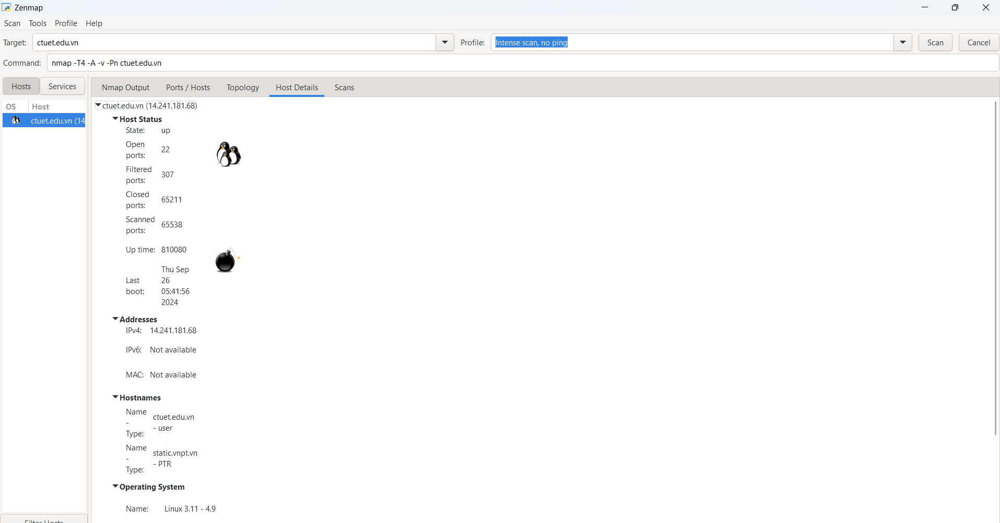 Zenmap
Scan Tools Profile Help
Target: ctuet.edu.vn Profile: Intense scan, no ping Scan Cancel
Command: nmap -T4 -A -v -Pn ctuet.edu.vn
Hosts Services Nmap Output Ports / Hosts Topology Host Details Scans
OS Host
ctuet.edu.vn (14
ctuet.edu.vn (14.241.181.68)
Host Status
State: up
Open
ports:
22
Filtered
ports:
307
Closed
ports:
65211
Scanned
ports:
65538
Up time: 810080
Last
boot:
Thu Sep
26
05:41:56
2024
Addresses
IPv4: 14.241.181.68
IPv6: Not available
MAC: Not available
Hostnames
Name
-
Type:
ctuet.edu.vn
- user
Name
-
Type:
static.vnpt.vn
- PTR
Operating System
Name: Linux 3.11 - 4.9
Filter Hosts